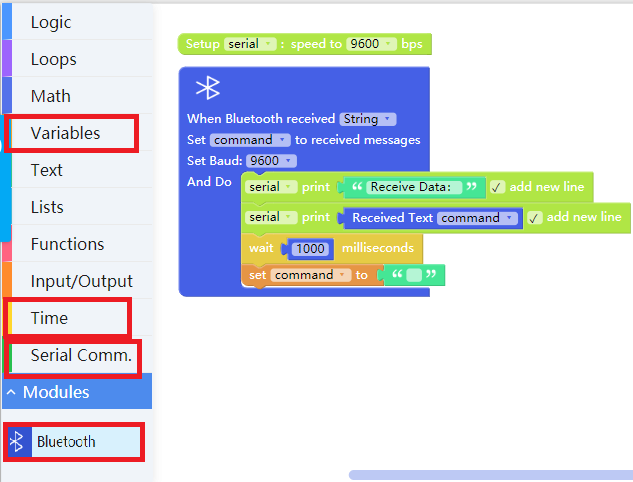 Logic
Loops
Math
Variables
Text
Lists
Functions
Input/Output
Time
Serial Comm.
Modules
Bluetooth
Setup serial : speed to 9600 bps
When Bluetooth received String
Set command to received messages
Set Baud: 9600
And Do
serial print “ Receive Data: ” ✓ add new line
serial print Received Text command ✓ add new line
wait 1000 milliseconds
set command to “ ”